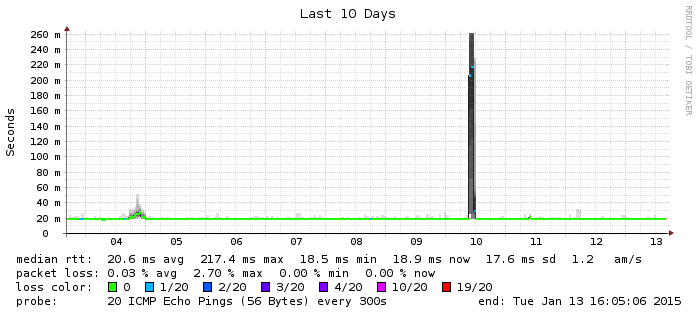 Last 10 Days
RRDTOOL / TOBI OETIKER
Seconds
260 m
240 m
220 m
200 m
180 m
160 m
140 m
120 m
100 m
80 m
60 m
40 m
20 m
0
04 05 06 07 08 09 10 11 12 13
median rtt: 20.6 ms avg 217.4 ms max 18.5 ms min 18.9 ms now 17.6 ms sd 1.2 am/s
packet loss: 0.03 % avg 2.70 % max 0.00 % min 0.00 % now
loss color: 0 1/20 2/20 3/20 4/20 10/20 19/20
probe: 20 ICMP Echo Pings (56 Bytes) every 300s end: Tue Jan 13 16:05:06 2015